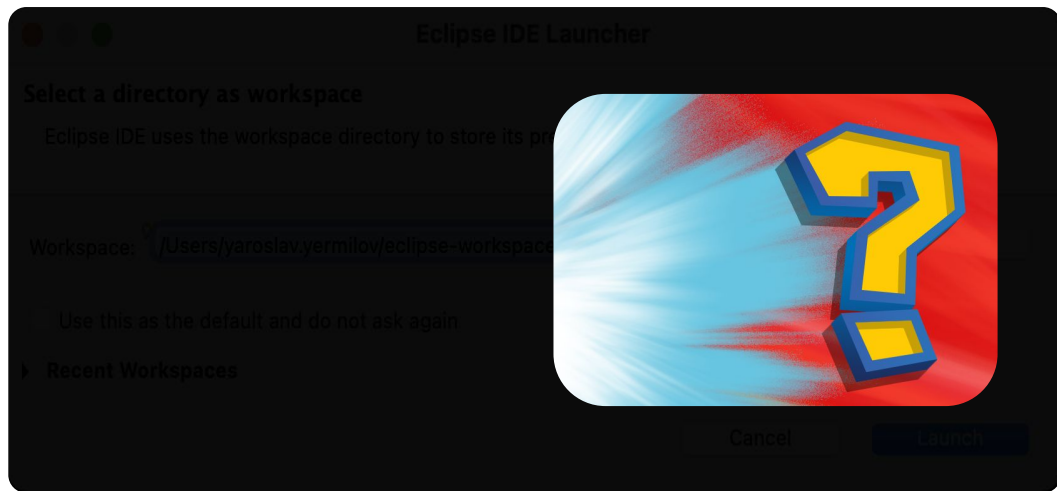 Eclipse IDE Launcher
Select a directory as workspace
Eclipse IDE uses the workspace directory to store its
Workspace: /Users/yaroslav.yermilov/eclipse-workspace
?
Use this as the default and do not ask again
Recent Workspaces
Cancel Launch